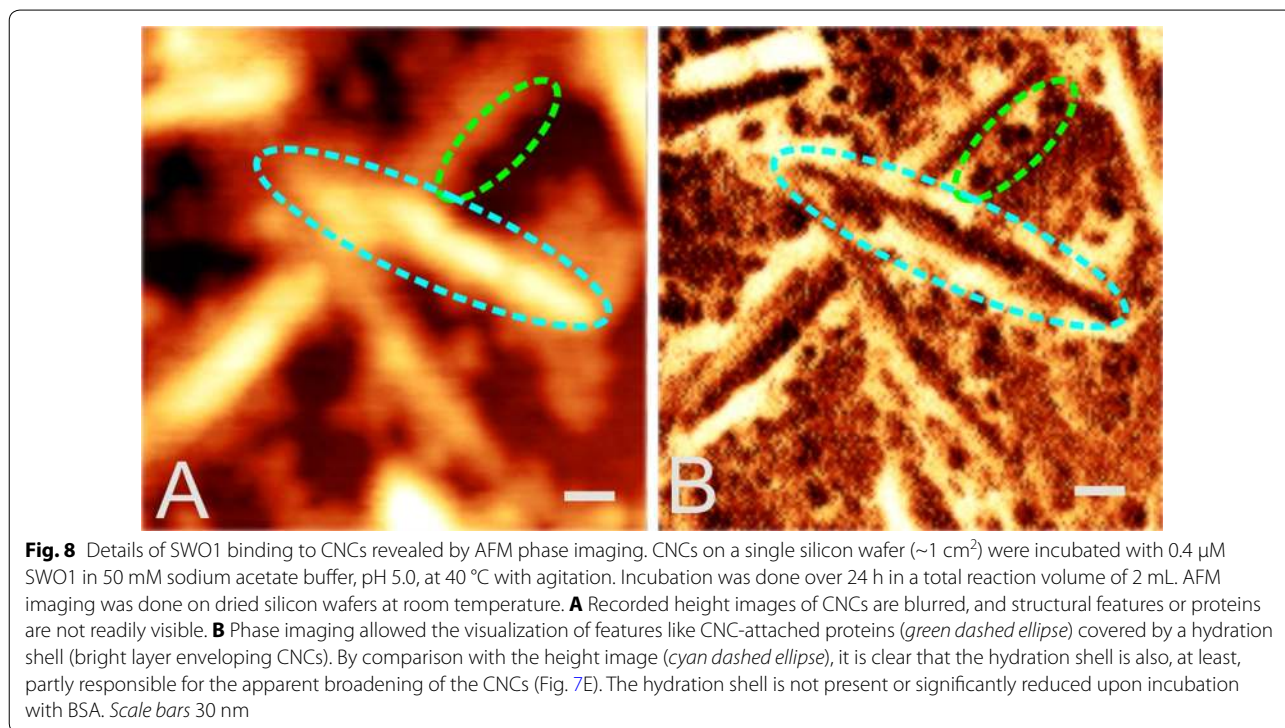 A
B
Fig. 8 Details of SWO1 binding to CNCs revealed by AFM phase imaging. CNCs on a single silicon wafer (~1 cm²) were incubated with 0.4 µM
SWO1 in 50 mM sodium acetate buffer, pH 5.0, at 40 °C with agitation. Incubation was done over 24 h in a total reaction volume of 2 mL. AFM
imaging was done on dried silicon wafers at room temperature. A Recorded height images of CNCs are blurred, and structural features or proteins
are not readily visible. B Phase imaging allowed the visualization of features like CNC-attached proteins (green dashed ellipse) covered by a hydration
shell (bright layer enveloping CNCs). By comparison with the height image (cyan dashed ellipse), it is clear that the hydration shell is also, at least,
partly responsible for the apparent broadening of the CNCs (Fig. 7E). The hydration shell is not present or significantly reduced upon incubation
with BSA. Scale bars 30 nm